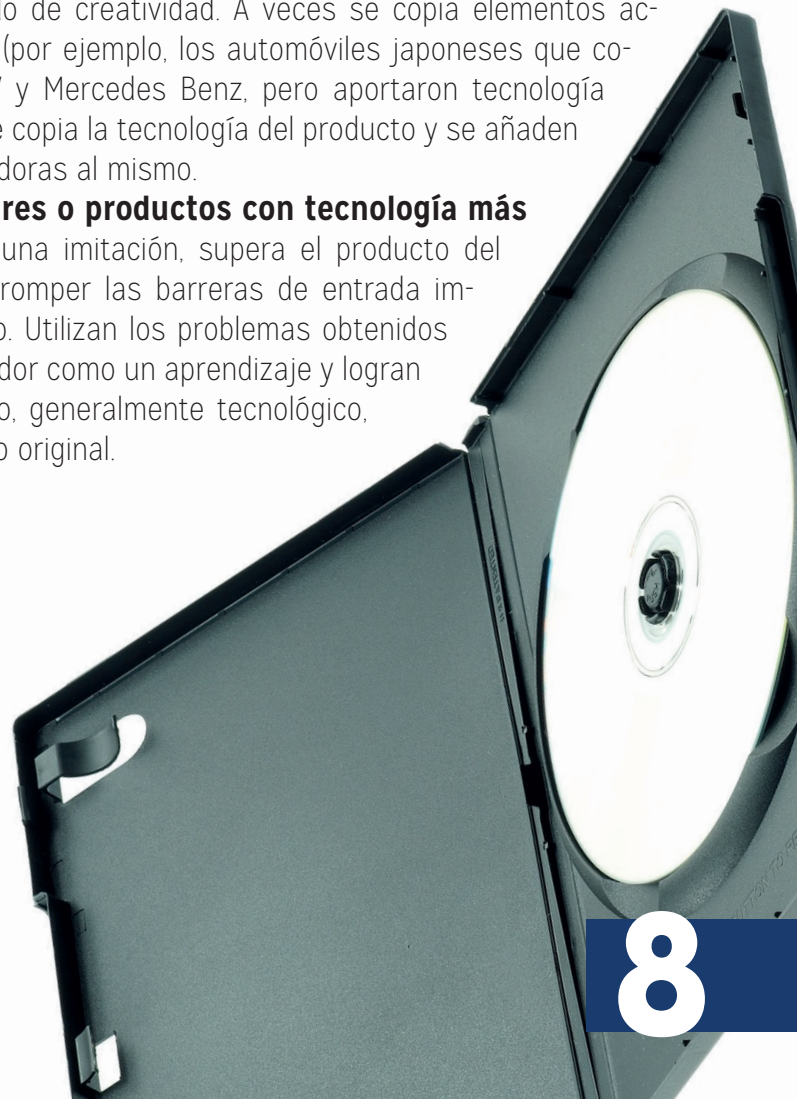 do de creatividad. A veces se copia elementos ac-
(por ejemplo, los automóviles japoneses que co-
y Mercedes Benz, pero aportaron tecnología
copia la tecnología del producto y se añaden
doras al mismo.
res o productos con tecnología más
una imitación, supera el producto del
romper las barreras de entrada im-
o. Utilizan los problemas obtenidos
dor como un aprendizaje y logran
o, generalmente tecnológico,
o original.
8